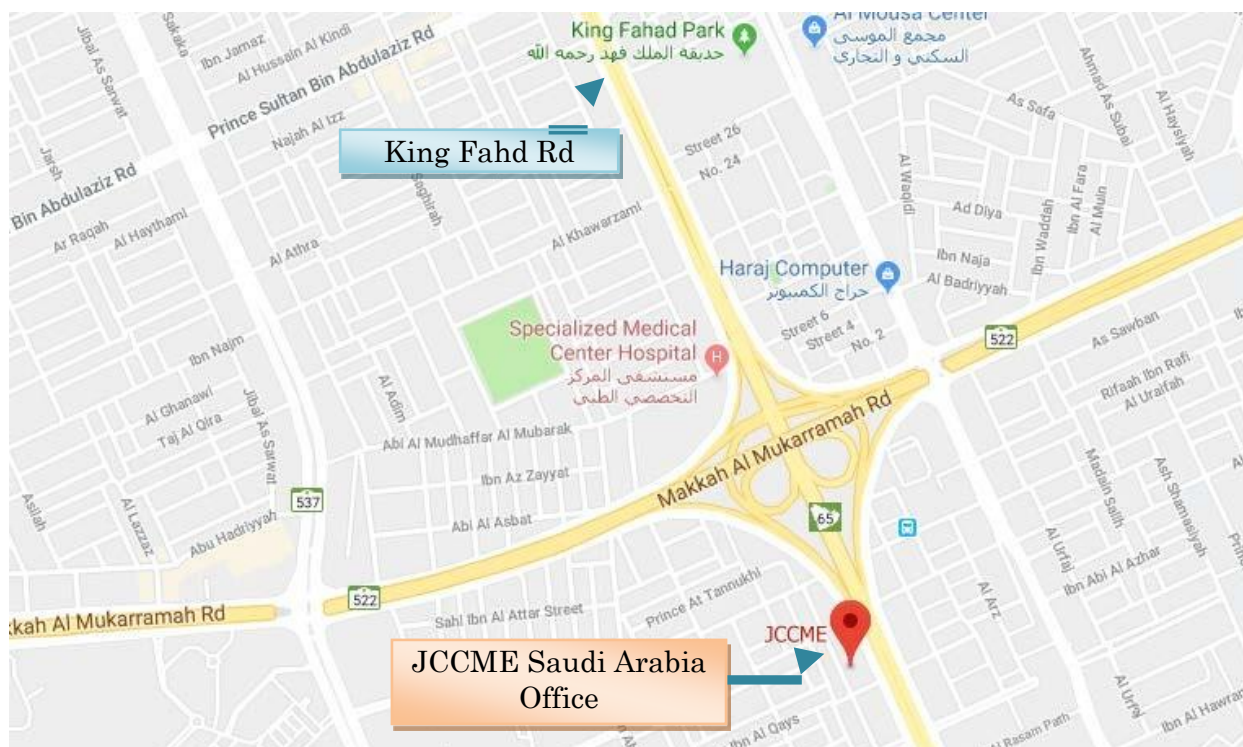 Sakaka
Jibal As Sarwat
Ibn Jamaz
Al Hussain Al Kindi
Prince Sultan Bin Abdulaziz Rd
Najah Al Izz
King Fahad Park
حديقة الملك فهد رحمه الله
Al Mousa Center
مجمع الموسى
السكني و التجاري
Ahmad As Subai
Al Haysiyah
As Safa
King Fahd Rd
Street 26
No. 24
Jarsh
Bin Abdulaziz Rd
Ar Raqah
Al Haythami
Al Athra
Saghirah
Al Khawarzami
Al Waqidi
Ad Diya
Ibn Waddah
Ibn Al Fara
Al Muin
Ibn Naja
Al Badriyyah
Haraj Computer
حراج الكمبيوتر
Street 6
Street 4
No. 2
522
As Sawban
Specialized Medical
Center Hospital
مستشفى المركز
التخصصي الطبي
H
Ibn Najm
Al Ghanawi
Taj Al Qira
Jibal As Sarwat
Al Adim
Rifaah Ibn Rafi
Al Uraifah
Abi Al Mudhaffar Al Mubarak
Ibn Az Zayyat
Makkah Al Mukarramah Rd
Madain Salih
Ash Shamasiyah
Asilah
Al Lazzaz
Abu Hadriyyah
537
Abi Al Asbat
65
Al Urfaj
Ibn Abi Al Azhar
522
kkah Al Mukarramah Rd
Sahl Ibn Al Attar Street
Prince At Tannukhi
Al Arz
JCCME
JCCME Saudi Arabia
Office
Ibn Al Qays
Al Urfaj
Al Rasam Path
Ibn Al Hawran